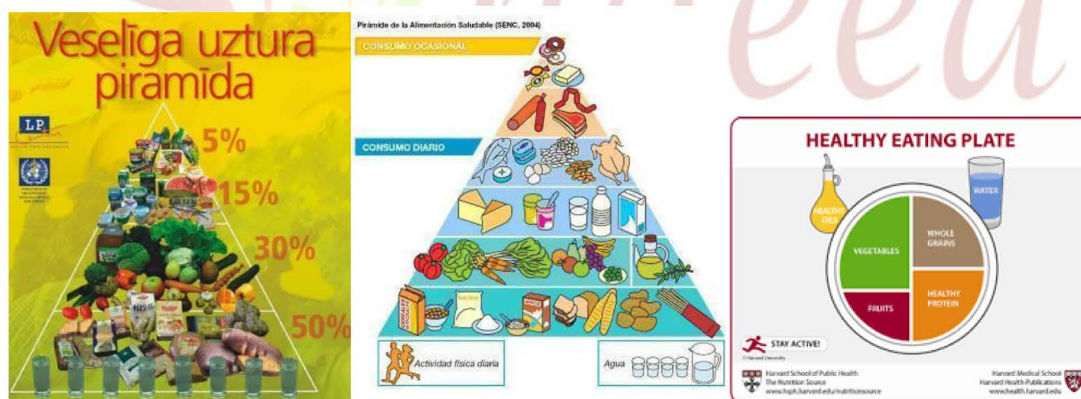 eed
Veselīga uztura
piramīda
LP
5%
15%
30%
50%
Pirámide de la Alimentación Saludable (SENC, 2004)
CONSUMO OCASIONAL
CONSUMO DIARIO
Actividad física diaria
Agua
HEALTHY EATING PLATE
HEALTHY
OILS
WATER
VEGETABLES
WHOLE
GRAINS
FRUITS
HEALTHY
PROTEIN
STAY ACTIVE!
© Harvard University
Harvard School of Public Health
The Nutrition Source
www.hsph.harvard.edu/nutritionsource
Harvard Medical School
Harvard Health Publications
www.health.harvard.edu